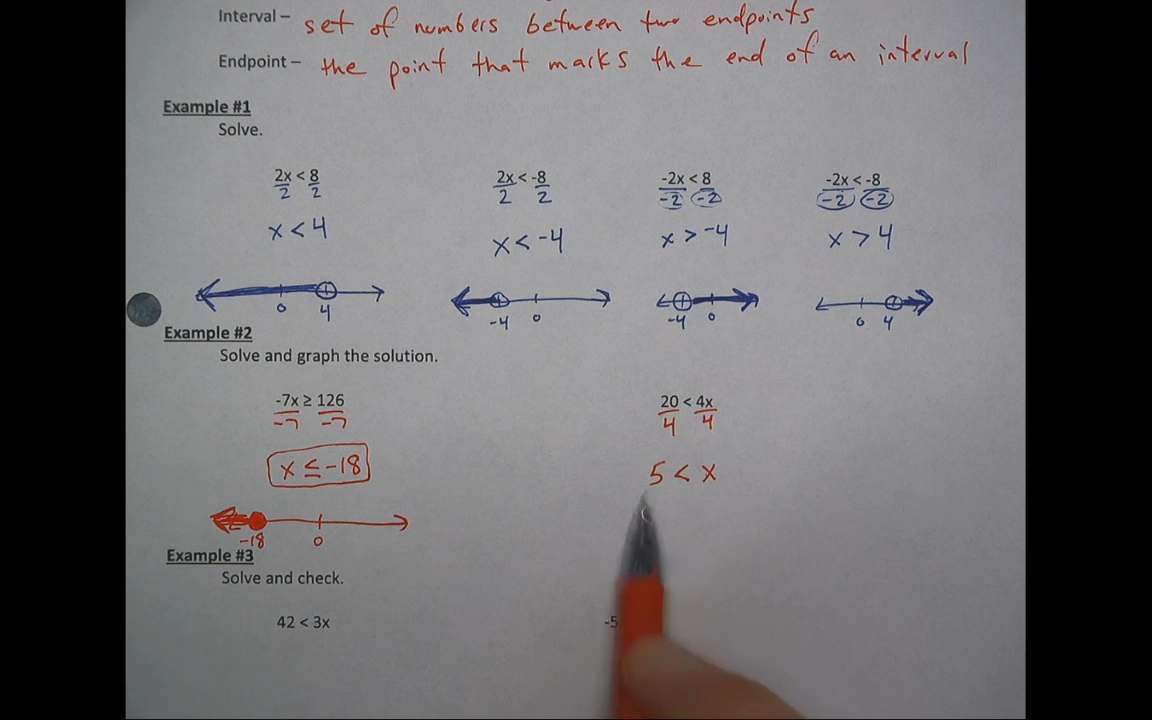 Interval – set of numbers between two endpoints
Endpoint – the point that marks the end of an interval
Example #1
Solve.
2x < 8 2x < -8 -2x < 8 -2x < -8
2 2 2 2 -2 -2 -2 -2
x < 4 x < -4 x > -4 x > 4
0 4 -4 0 -4 0 0 4
Example #2
Solve and graph the solution.
-7x ≥ 126 20 < 4x
-7 -7 4 4
x ≤ -18 5 < x
-18 0
Example #3
Solve and check.
42 < 3x -5